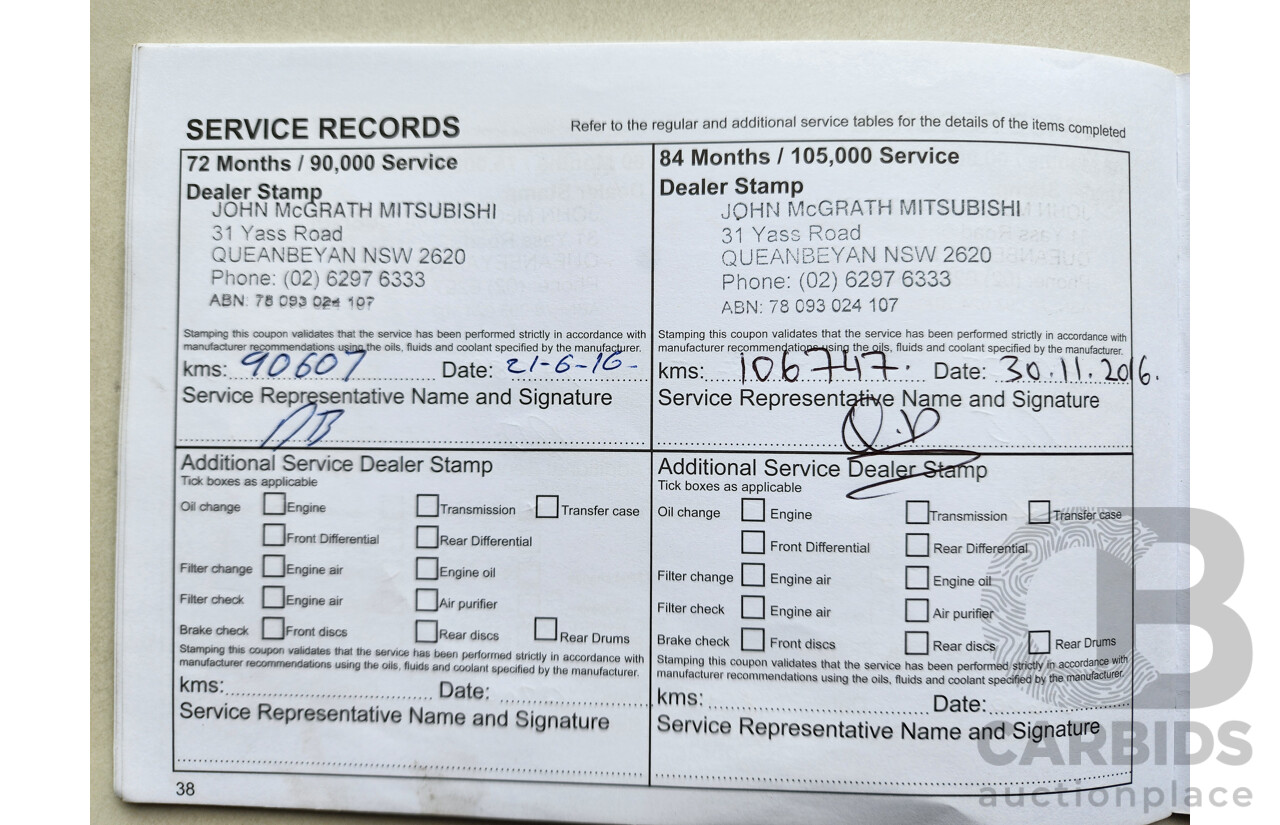 SERVICE RECORDS
Refer to the regular and additional service tables for the details of the items completed
72 Months / 90,000 Service
Dealer Stamp
JOHN McGRATH MITSUBISHI
31 Yass Road
QUEANBEYAN NSW 2620
Phone: (02) 6297 6333
ABN: 78 093 024 107
Stamping this coupon validates that the service has been performed strictly in accordance with
manufacturer recommendations using the oils, fluids and coolant specified by the manufacturer.
kms: 90607 Date: 21-6-16-
Service Representative Name and Signature
Additional Service Dealer Stamp
Tick boxes as applicable
Oil change Engine Transmission Transfer case
Front Differential Rear Differential
Filter change Engine air Engine oil
Filter check Engine air Air purifier
Brake check Front discs Rear discs Rear Drums
Stamping this coupon validates that the service has been performed strictly in accordance with
manufacturer recommendations using the oils, fluids and coolant specified by the manufacturer.
kms: Date:
Service Representative Name and Signature
84 Months / 105,000 Service
Dealer Stamp
JOHN McGRATH MITSUBISHI
31 Yass Road
QUEANBEYAN NSW 2620
Phone: (02) 6297 6333
ABN: 78 093 024 107
Stamping this coupon validates that the service has been performed strictly in accordance with
manufacturer recommendations using the oils, fluids and coolant specified by the manufacturer.
kms: 106747. Date: 30.11.2016.
Service Representative Name and Signature
Additional Service Dealer Stamp
Tick boxes as applicable
Oil change Engine Transmission Transfer case
Front Differential Rear Differential
Filter change Engine air Engine oil
Filter check Engine air Air purifier
Brake check Front discs Rear discs Rear Drums
Stamping this coupon validates that the service has been performed strictly in accordance with
manufacturer recommendations using the oils, fluids and coolant specified by the manufacturer.
kms: Date:
Service Representative Name and Signature
38
CARBIDS
auctionplace